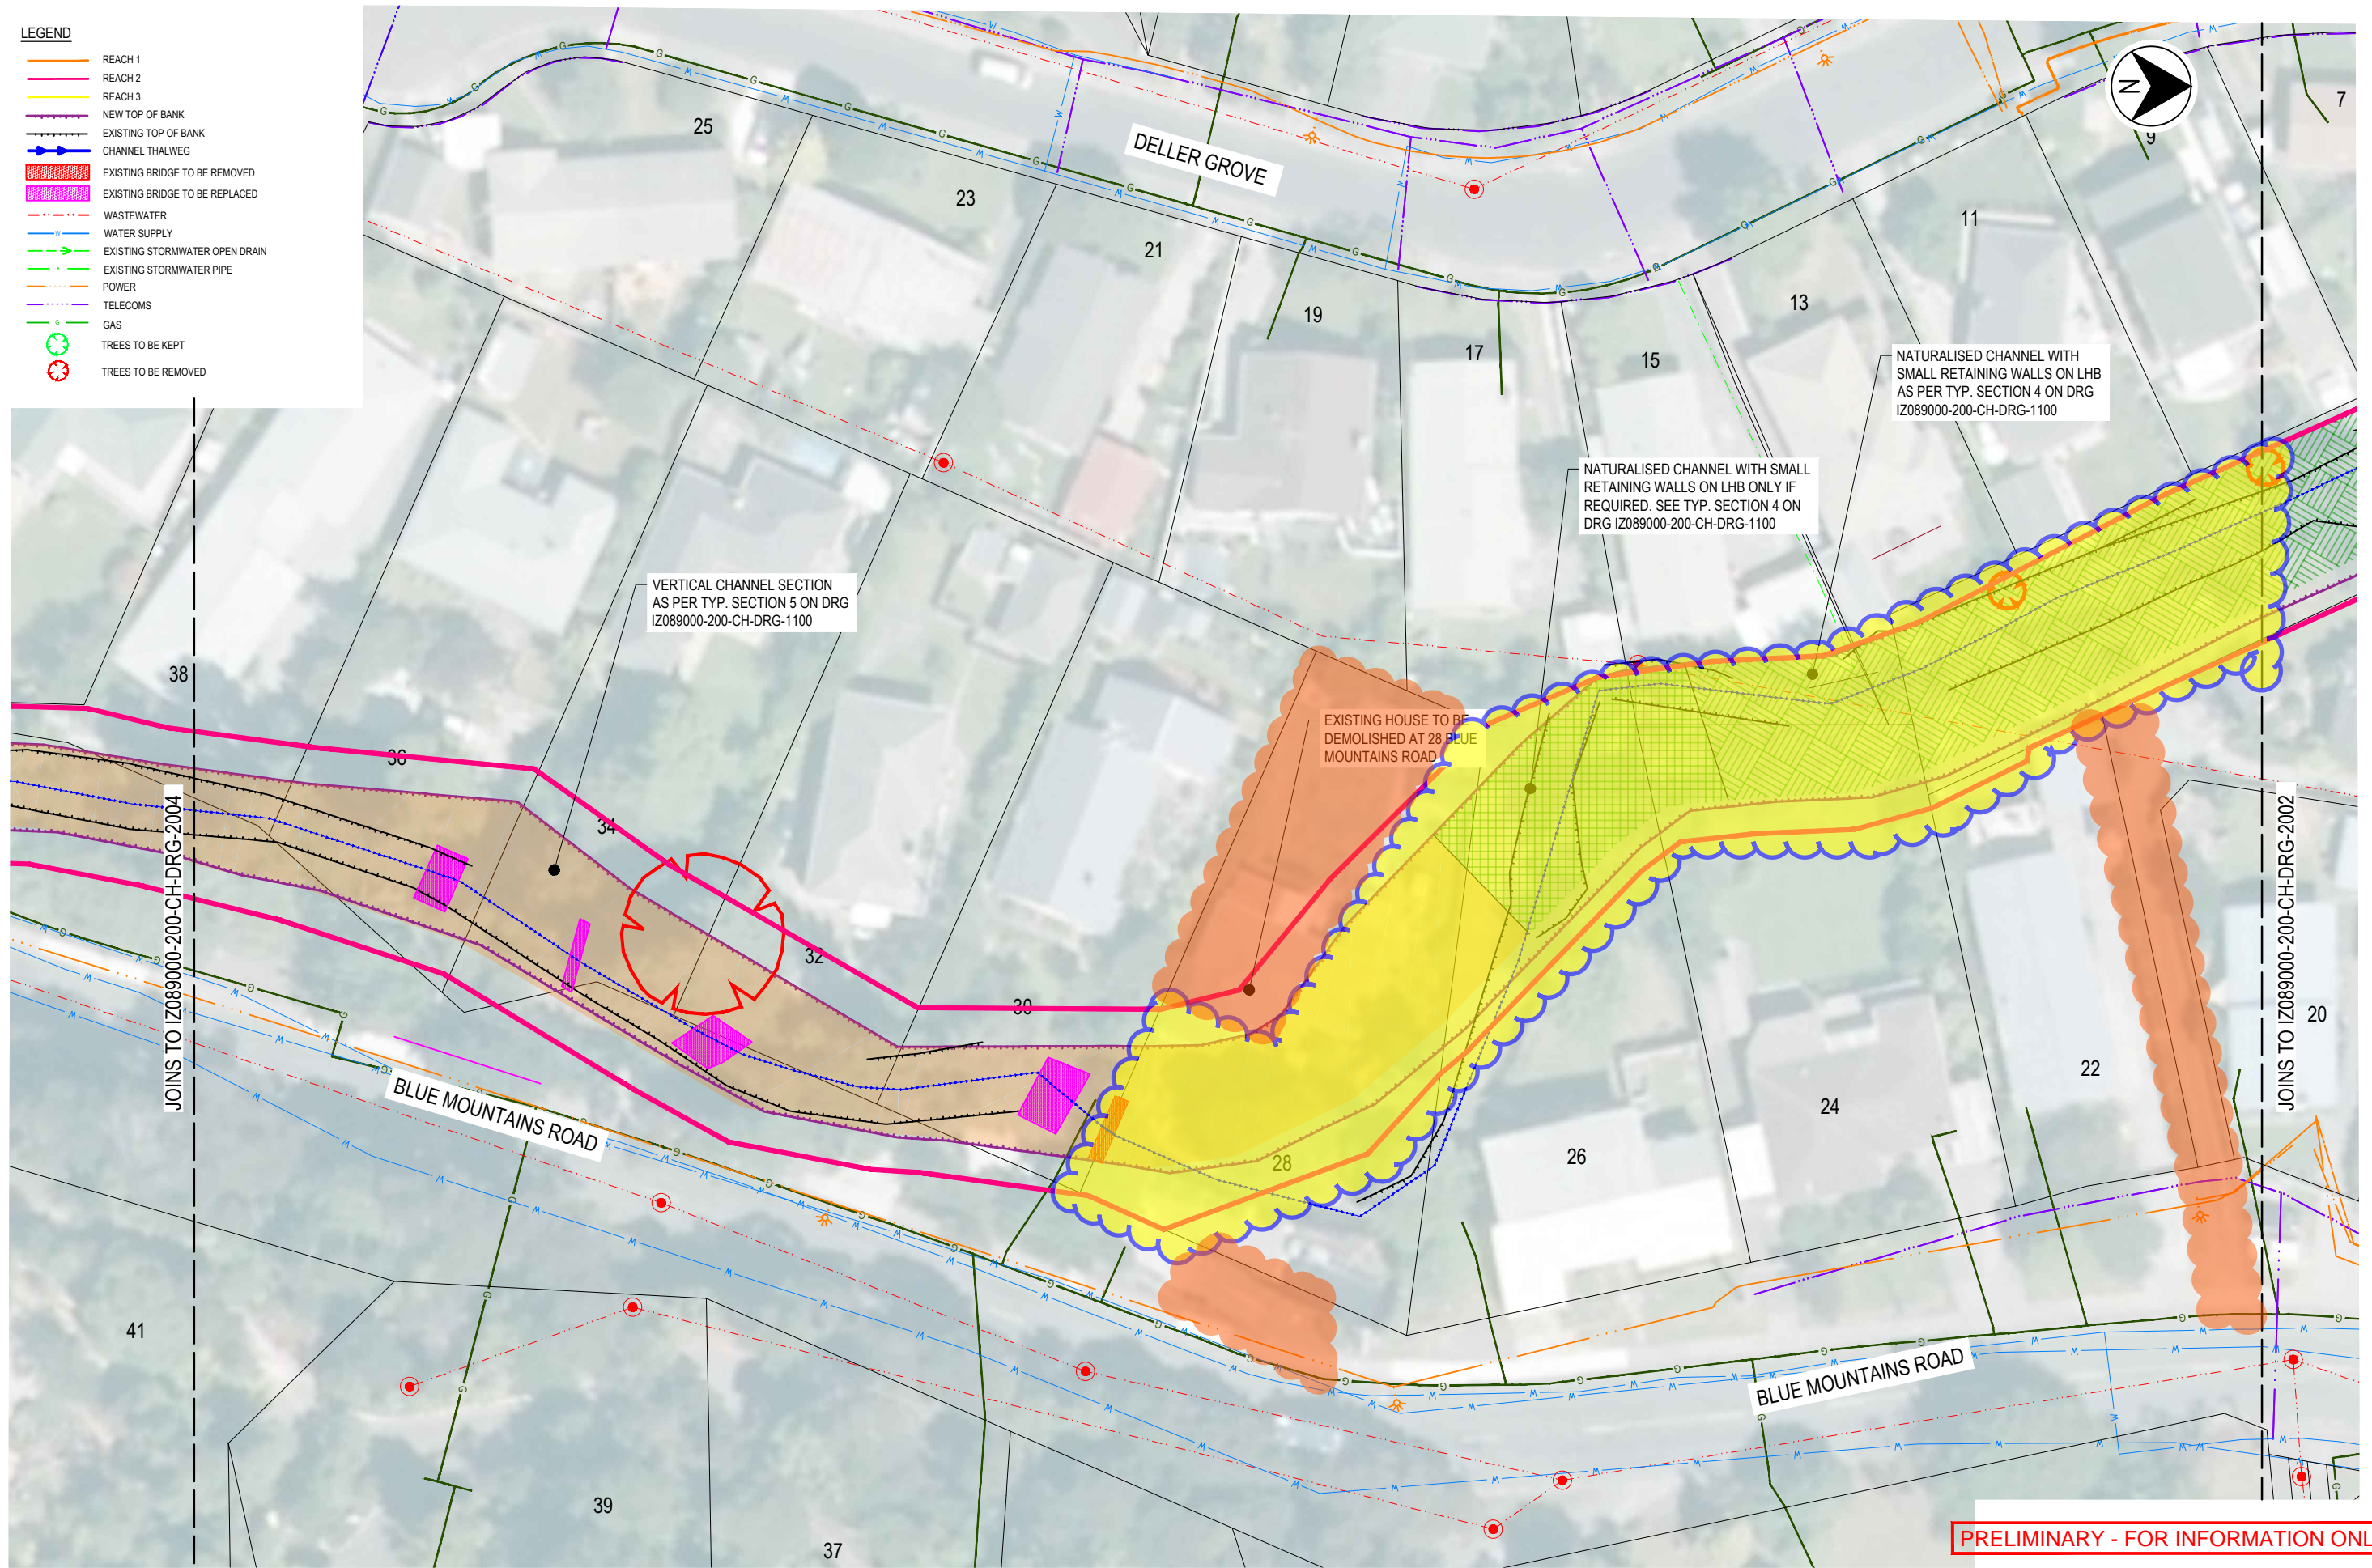 LEGEND
REACH 1
REACH 2
REACH 3
NEW TOP OF BANK
EXISTING TOP OF BANK
CHANNEL THALWEG
EXISTING BRIDGE TO BE REMOVED
EXISTING BRIDGE TO BE REPLACED
WASTEWATER
WATER SUPPLY
EXISTING STORMWATER OPEN DRAIN
EXISTING STORMWATER PIPE
POWER
TELECOMS
GAS
TREES TO BE KEPT
TREES TO BE REMOVED
N
DELLER GROVE
7
9
11
13
15
17
19
21
23
25
NATURALISED CHANNEL WITH
SMALL RETAINING WALLS ON LHB
AS PER TYP. SECTION 4 ON DRG
IZ089000-200-CH-DRG-1100
NATURALISED CHANNEL WITH SMALL
RETAINING WALLS ON LHB ONLY IF
REQUIRED. SEE TYP. SECTION 4 ON
DRG IZ089000-200-CH-DRG-1100
VERTICAL CHANNEL SECTION
AS PER TYP. SECTION 5 ON DRG
IZ089000-200-CH-DRG-1100
EXISTING HOUSE TO BE
DEMOLISHED AT 28 BLUE
MOUNTAINS ROAD
38
36
34
32
30
28
26
24
22
20
JOINS TO IZ089000-200-CH-DRG-2004
JOINS TO IZ089000-200-CH-DRG-2002
BLUE MOUNTAINS ROAD
BLUE MOUNTAINS ROAD
41
39
37
PRELIMINARY - FOR INFORMATION ONL